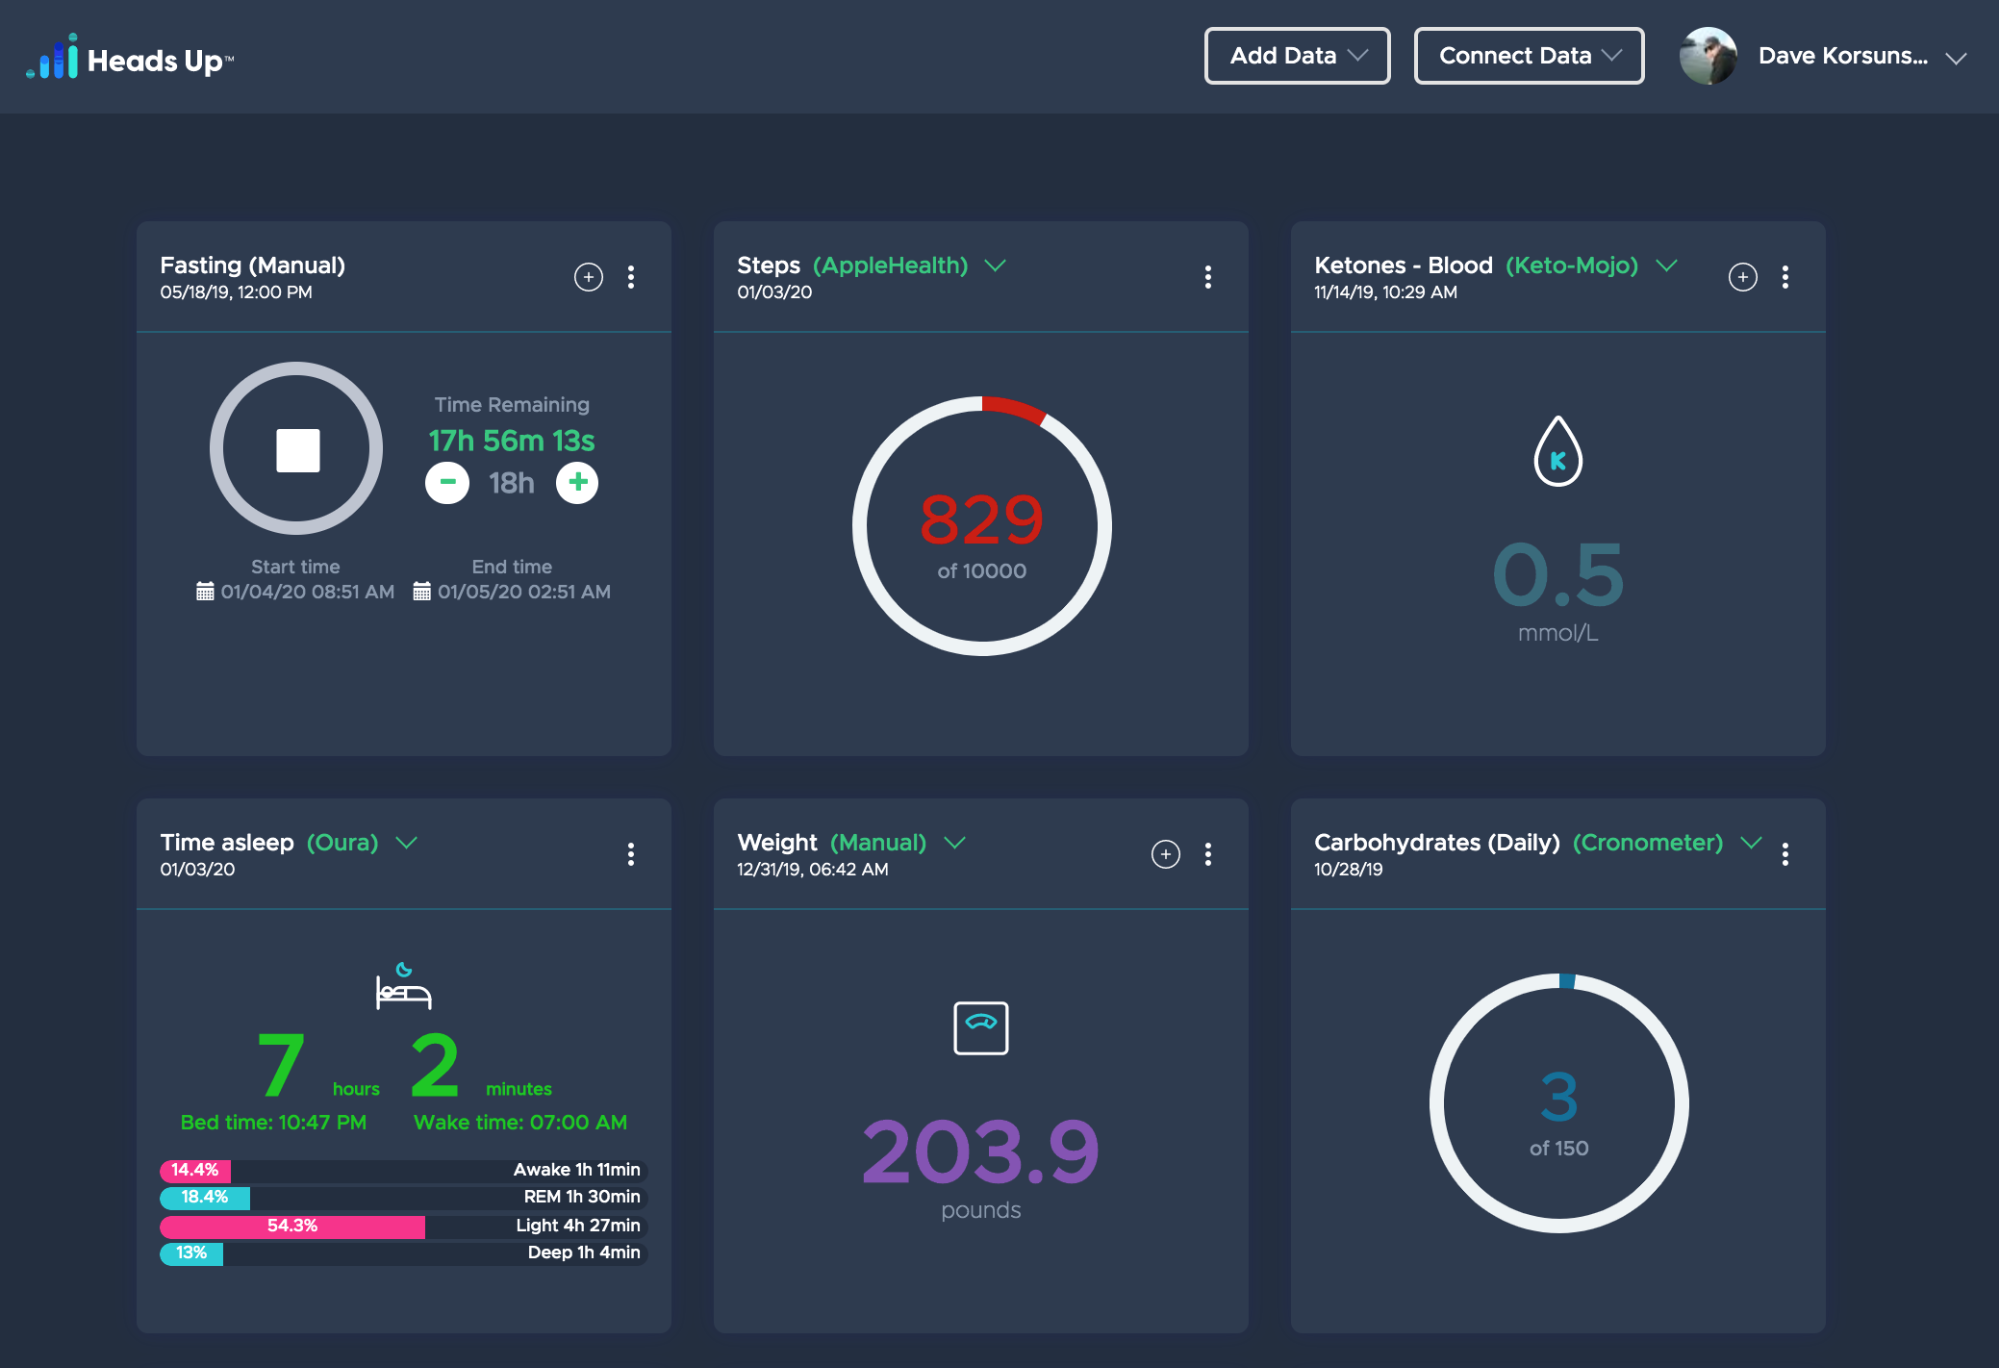 Heads Up™
Add Data
Connect Data
Dave Korsuns...
Fasting (Manual)
05/18/19, 12:00 PM
Time Remaining
17h 56m 13s
18h
Start time
01/04/20 08:51 AM
End time
01/05/20 02:51 AM
Steps (AppleHealth)
01/03/20
829
of 10000
Ketones - Blood (Keto-Mojo)
11/14/19, 10:29 AM
K
0.5
mmol/L
Time asleep (Oura)
01/03/20
7 hours 2 minutes
Bed time: 10:47 PM Wake time: 07:00 AM
14.4% Awake 1h 11min
18.4% REM 1h 30min
54.3% Light 4h 27min
13% Deep 1h 4min
Weight (Manual)
12/31/19, 06:42 AM
203.9
pounds
Carbohydrates (Daily) (Cronometer)
10/28/19
3
of 150